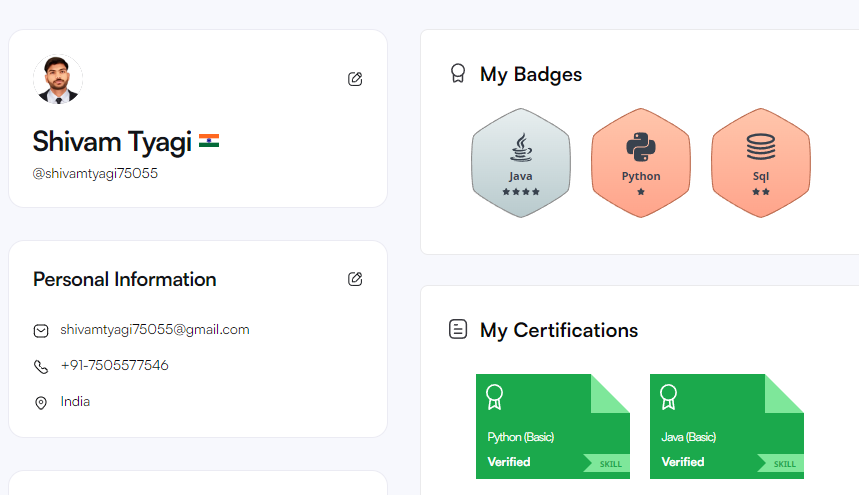 Shivam Tyagi
@shivamtyagi75055
Personal Information
shivamtyagi75055@gmail.com
+91-7505577546
India
My Badges
Java
Python
Sql
My Certifications
Python (Basic)
Verified
SKILL
Java (Basic)
Verified
SKILL